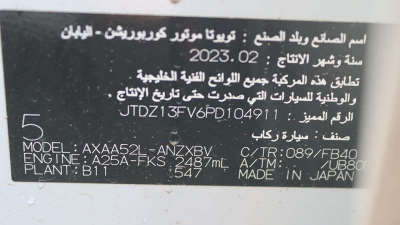 اسم الصانع وبلد الصنع : تويوتا موتور كوربوريشن - اليابان
سنة وشهر الانتاج : 2023.02
تطابق هذه المركبة جميع اللوائح الفنية الخليجية
والوطنية للسيارات التي صدرت حتى تاريخ الإنتاج.
الرقم المميز : JTDZ13FV6PD104911
صنف : سيارة ركاب
5
MODEL: AXAA52L-ANZXBV C/TR: 089/FB40
ENGINE: A25A-FKS 2487mL A/TM: -/UB80
PLANT: B11 547 MADE IN JAPAN